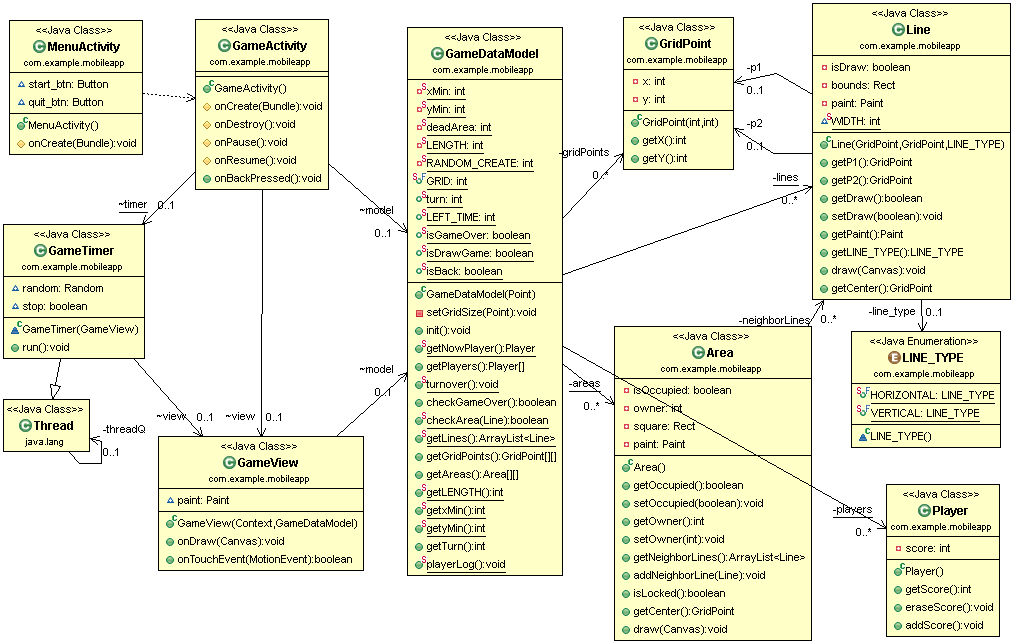 <<Java Class>>
MenuActivity
com.example.mobileapp
start_btn: Button
quit_btn: Button
MenuActivity()
onCreate(Bundle):void
<<Java Class>>
GameActivity
com.example.mobileapp
GameActivity()
onCreate(Bundle):void
onDestroy():void
onPause():void
onResume():void
onBackPressed():void
~timer
0..1
~model
0..1
~view
0..1
<<Java Class>>
GameTimer
com.example.mobileapp
random: Random
stop: boolean
GameTimer(GameView)
run():void
~view
0..1
<<Java Class>>
Thread
java.lang
-threadQ
0..1
<<Java Class>>
GameView
com.example.mobileapp
paint: Paint
GameView(Context,GameDataModel)
onDraw(Canvas):void
onTouchEvent(MotionEvent):boolean
~model
0..1
<<Java Class>>
GameDataModel
com.example.mobileapp
xMin: int
yMin: int
deadArea: int
LENGTH: int
RANDOM_CREATE: int
GRID: int
turn: int
LEFT_TIME: int
isGameOver: boolean
isDrawGame: boolean
isBack: boolean
GameDataModel(Point)
setGridSize(Point):void
init():void
getNowPlayer():Player
getPlayers():Player[]
turnover():void
checkGameOver():boolean
checkArea(Line):boolean
getLines():ArrayList<Line>
getGridPoints():GridPoint[][]
getAreas():Area[][]
getLENGTH():int
getxMin():int
getyMin():int
getTurn():int
playerLog():void
-gridPoints
0..*
-lines
0..*
-areas
0..*
-players
0..*
<<Java Class>>
GridPoint
com.example.mobileapp
x: int
y: int
GridPoint(int,int)
getX():int
getY():int
-p1
0..1
-p2
0..1
<<Java Class>>
Line
com.example.mobileapp
isDraw: boolean
bounds: Rect
paint: Paint
WIDTH: int
Line(GridPoint,GridPoint,LINE_TYPE)
getP1():GridPoint
getP2():GridPoint
getDraw():boolean
setDraw(boolean):void
getPaint():Paint
getLINE_TYPE():LINE_TYPE
draw(Canvas):void
getCenter():GridPoint
-neighborLines
0..*
-line_type
0..1
<<Java Class>>
Area
com.example.mobileapp
isOccupied: boolean
owner: int
square: Rect
paint: Paint
Area()
getOccupied():boolean
setOccupied(boolean):void
getOwner():int
setOwner(int):void
getNeighborLines():ArrayList<Line>
addNeighborLine(Line):void
isLocked():boolean
getCenter():GridPoint
draw(Canvas):void
<<Java Enumeration>>
LINE_TYPE
com.example.mobileapp
HORIZONTAL: LINE_TYPE
VERTICAL: LINE_TYPE
LINE_TYPE()
<<Java Class>>
Player
com.example.mobileapp
score: int
Player()
getScore():int
eraseScore():void
addScore():void